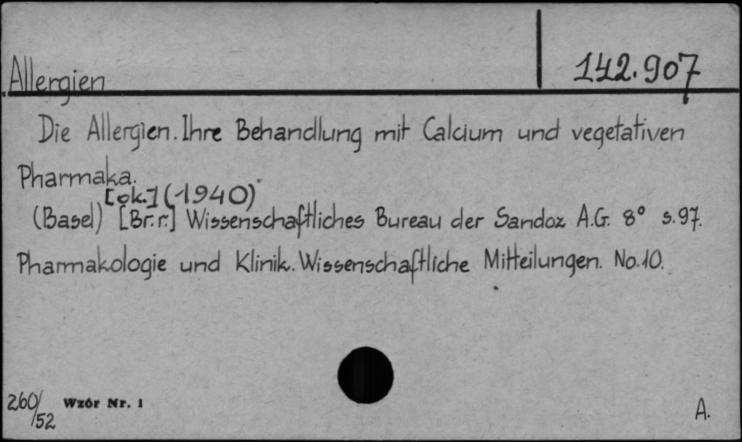 Allergien
142.907
Die Allergien. Ihre Behandlung mit Calcium und vegetativen
Pharmaka.
[ok.] (1940)
(Basel) [Br.r.] Wissenschaftliches Bureau der Sandoz A.G. 8° s.97.
Pharmakologie und Klinik. Wissenschaftliche Mitteilungen. No.10.
260/52 Wzór Nr. 1
A.